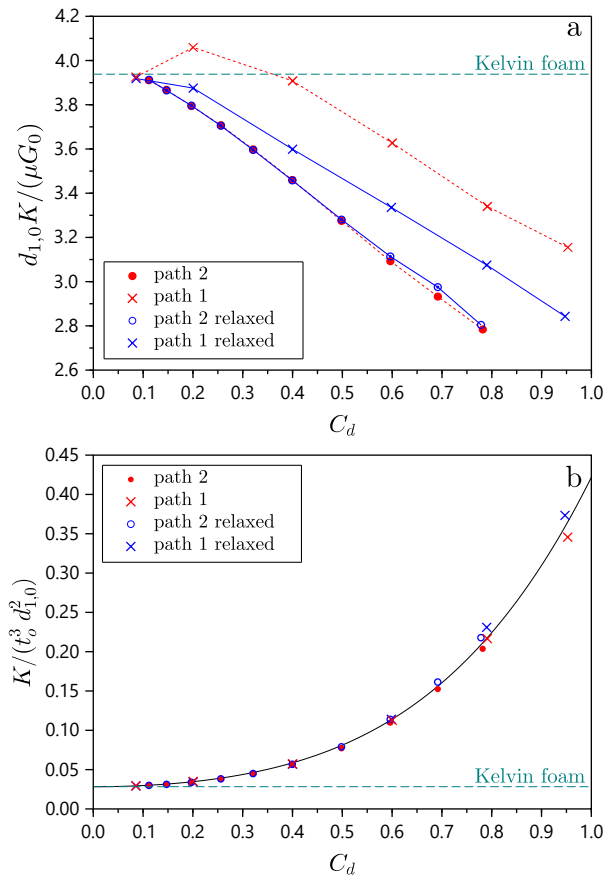 4.2
a
4.0
Kelvin foam
3.8
3.6
3.4
3.2
3.0
2.8
2.6
d₁,₀K/(μG₀)
path 2
path 1
path 2 relaxed
path 1 relaxed
0.0 0.1 0.2 0.3 0.4 0.5 0.6 0.7 0.8 0.9 1.0
C_d
0.45
b
0.40
0.35
0.30
0.25
0.20
0.15
0.10
0.05
0.00
K/(t_o^3 d_{1,0}^2)
path 2
path 1
path 2 relaxed
path 1 relaxed
Kelvin foam
0.0 0.1 0.2 0.3 0.4 0.5 0.6 0.7 0.8 0.9 1.0
C_d